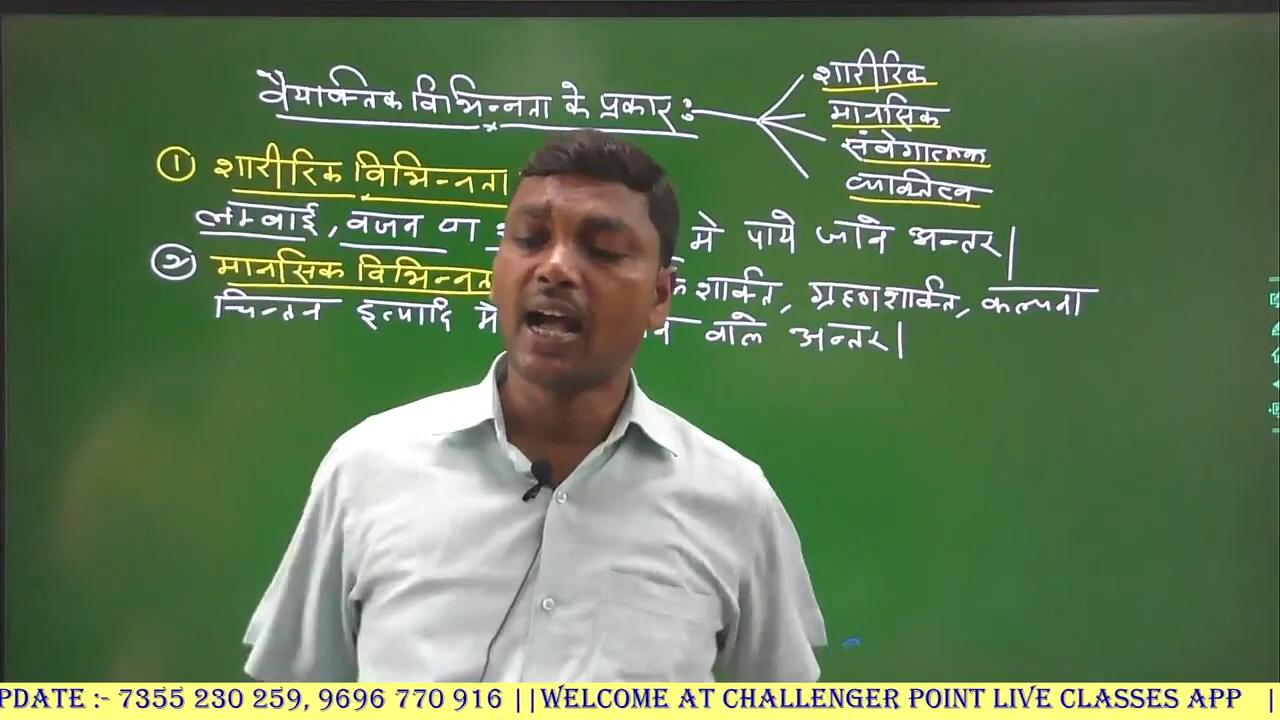 वैयक्तिक विभिन्नता के प्रकार :-
शारीरिक
मानसिक
संवेगात्मक
व्यक्तित्व
① शारीरिक विभिन्नता
लम्बाई, वजन या में पाये जाने अन्तर|
② मानसिक विभिन्नता शक्ति, ग्रहणशक्ति, कल्पना
चिन्तन इत्यादि में वाले अन्तर|
PDATE :- 7355 230 259, 9696 770 916 || WELCOME AT CHALLENGER POINT LIVE CLASSES APP |